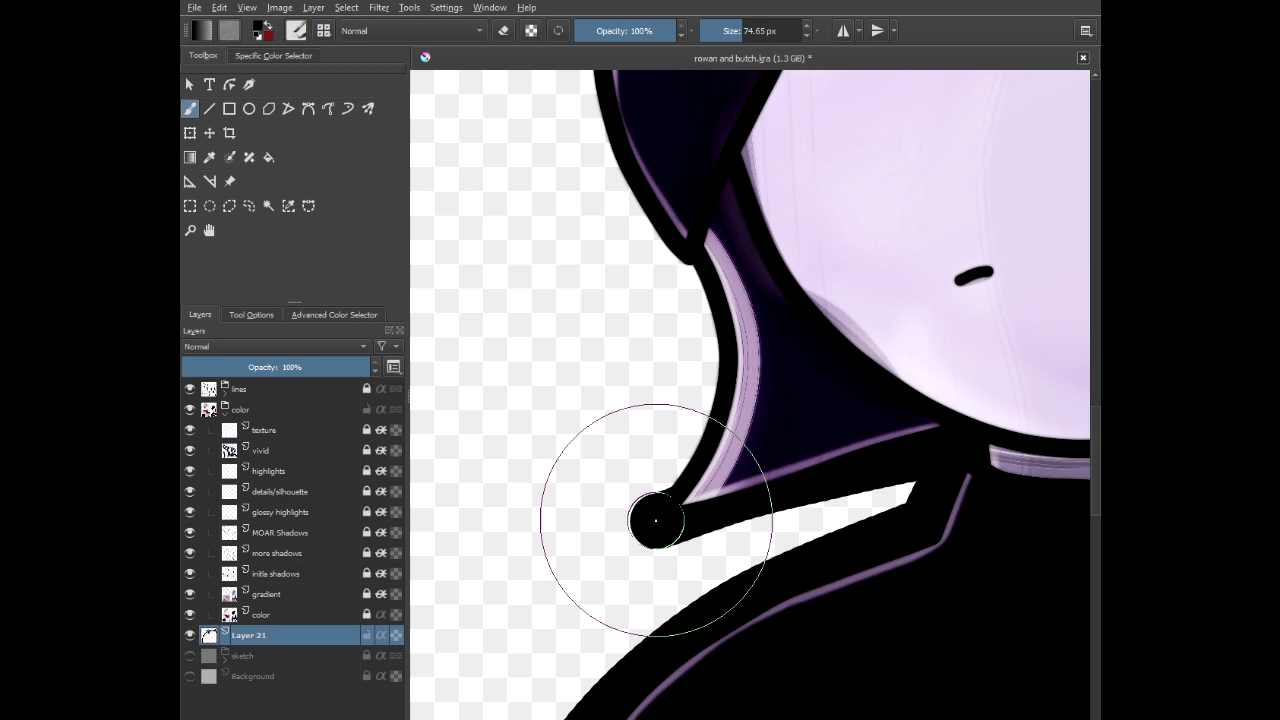 File Edit View Image Layer Select Filter Tools Settings Window Help
Normal Opacity: 100% Size: 74.65 px
Toolbox Specific Color Selector
rowan and butch.kra (1.3 GiB) *
Layers Tool Options Advanced Color Selector
Layers
Normal
Opacity: 100%
lines
color
texture
vivid
highlights
details/silhouette
glossy highlights
MOAR Shadows
more shadows
initla shadows
gradient
color
Layer 21
sketch
Background